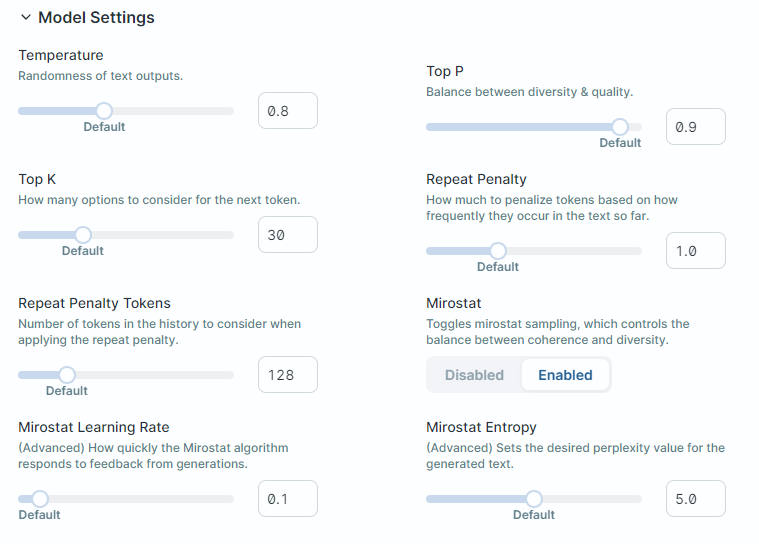 Model Settings
Temperature
Randomness of text outputs.
0.8
Default
Top P
Balance between diversity & quality.
0.9
Default
Top K
How many options to consider for the next token.
30
Default
Repeat Penalty
How much to penalize tokens based on how
frequently they occur in the text so far.
1.0
Default
Repeat Penalty Tokens
Number of tokens in the history to consider when
applying the repeat penalty.
128
Default
Mirostat
Toggles mirostat sampling, which controls the
balance between coherence and diversity.
Disabled Enabled
Mirostat Learning Rate
(Advanced) How quickly the Mirostat algorithm
responds to feedback from generations.
0.1
Default
Mirostat Entropy
(Advanced) Sets the desired perplexity value for the
generated text.
5.0
Default